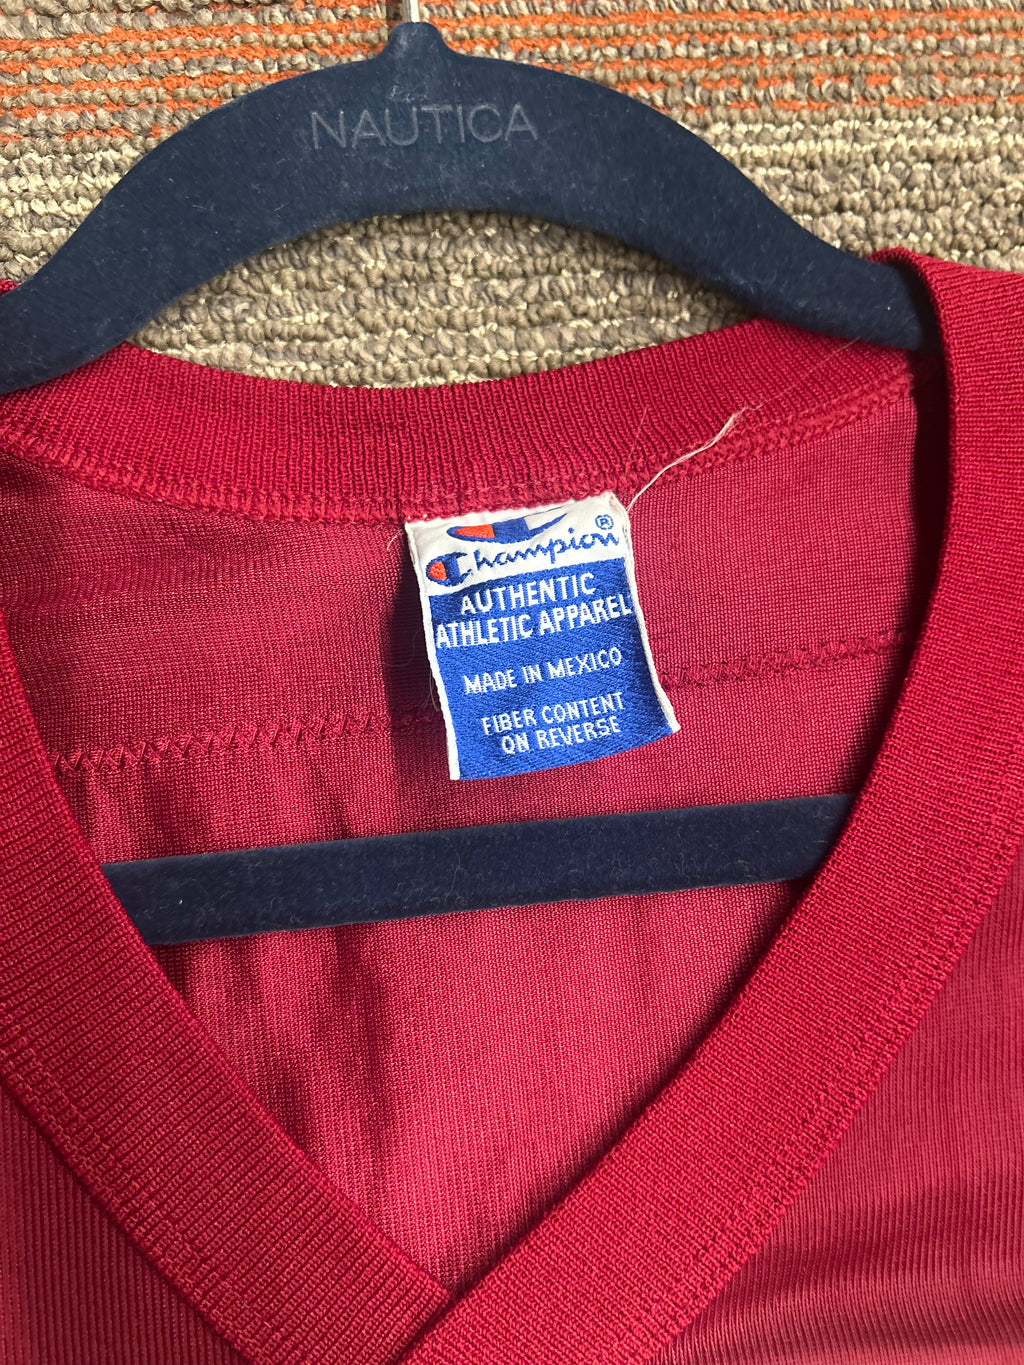 NAUTICA
Champion®
AUTHENTIC
ATHLETIC APPAREL
MADE IN MEXICO
FIBER CONTENT
ON REVERSE